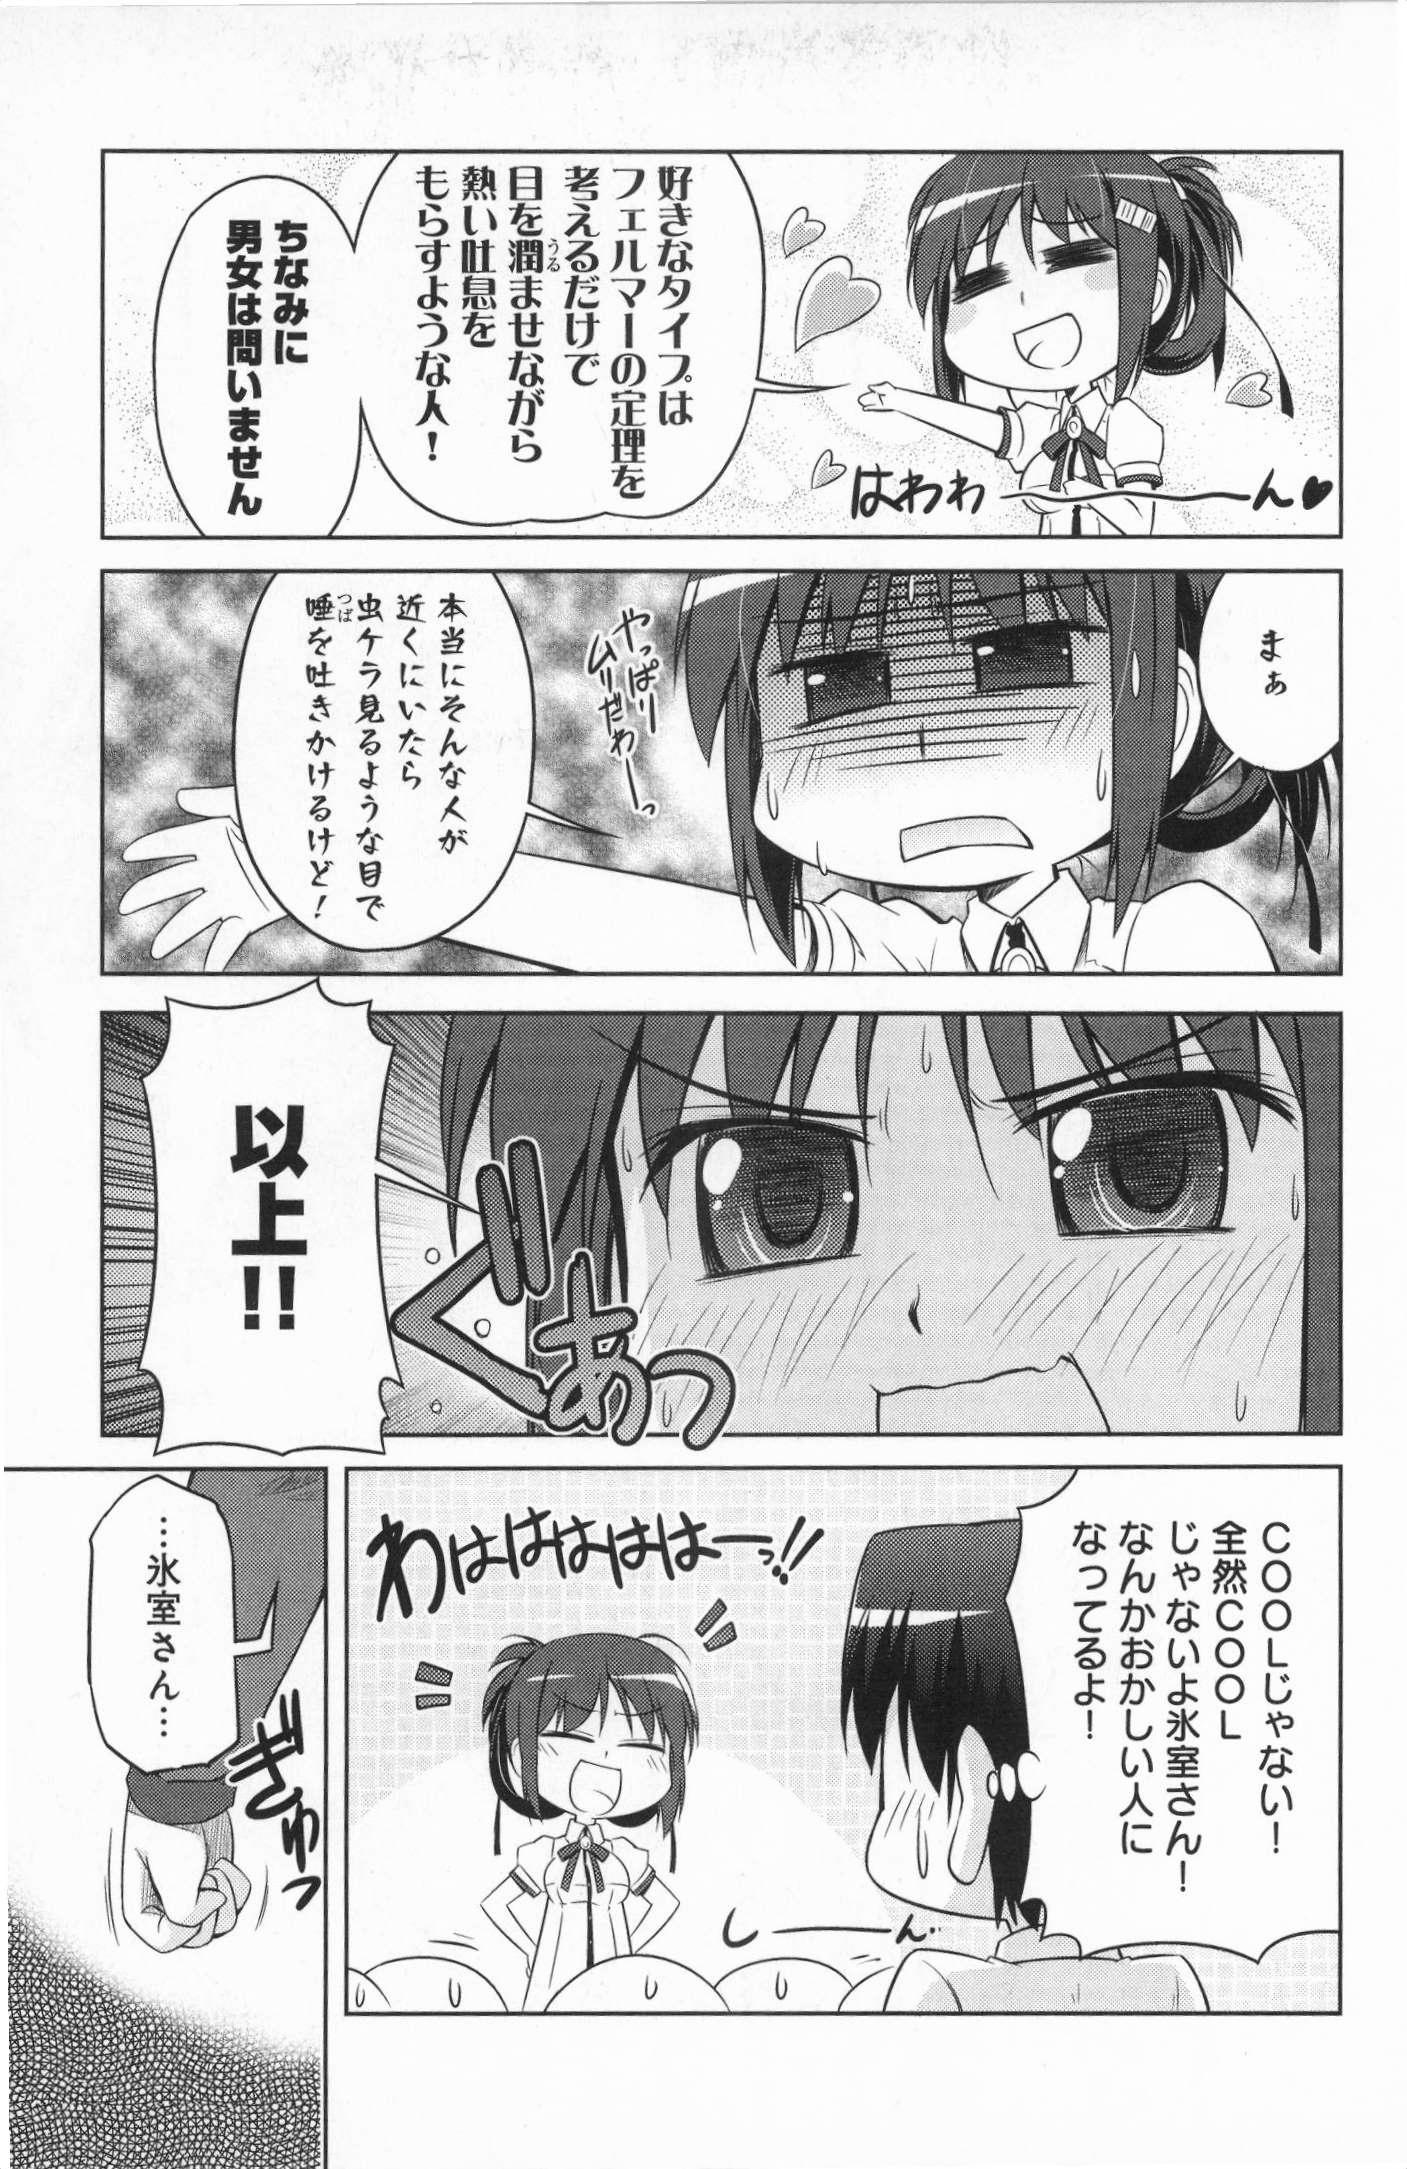 好きなタイプは
フェルマーの定理を
考えるだけで
目を潤ませながら
うる
熱い吐息を
もらすような人!
ちなみに
男女は問いません
はわわーん♥
まぁ
やっぱり
ムリだわーっ
本当にそんな人が
近くにいたら
虫ケラ見るような目で
唾を吐きかけるけど!
つば
以上!!
ぐあっ
COOLじゃない!
全然COOL
じゃないよ氷室さん!
なんかおかしい人に
なってるよ!
わはははははーっ!!
しーん
…氷室さん…
ぎゅっ